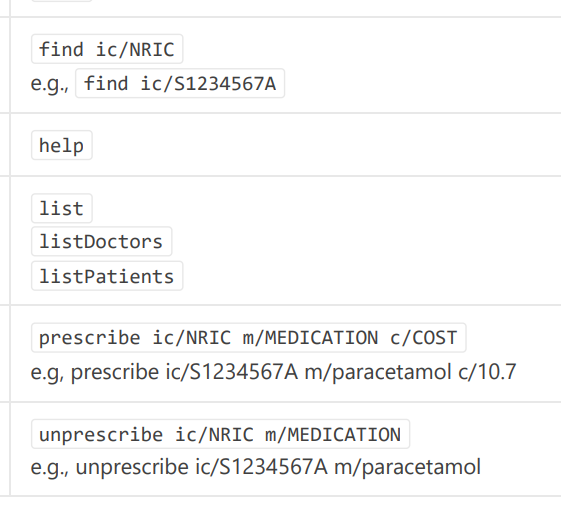 find ic/NRIC
e.g., find ic/S1234567A
help
list
listDoctors
listPatients
prescribe ic/NRIC m/MEDICATION c/COST
e.g, prescribe ic/S1234567A m/paracetamol c/10.7
unprescribe ic/NRIC m/MEDICATION
e.g., unprescribe ic/S1234567A m/paracetamol